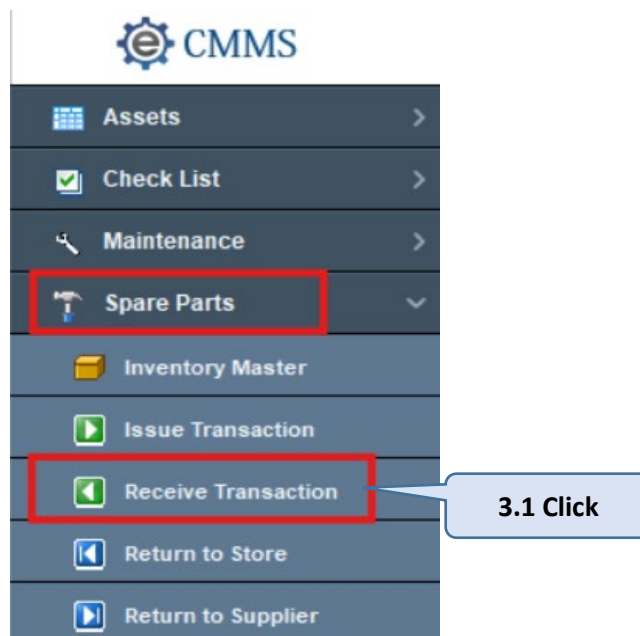 e CMMS
Assets
Check List
Maintenance
Spare Parts
Inventory Master
Issue Transaction
Receive Transaction
3.1 Click
Return to Store
Return to Supplier